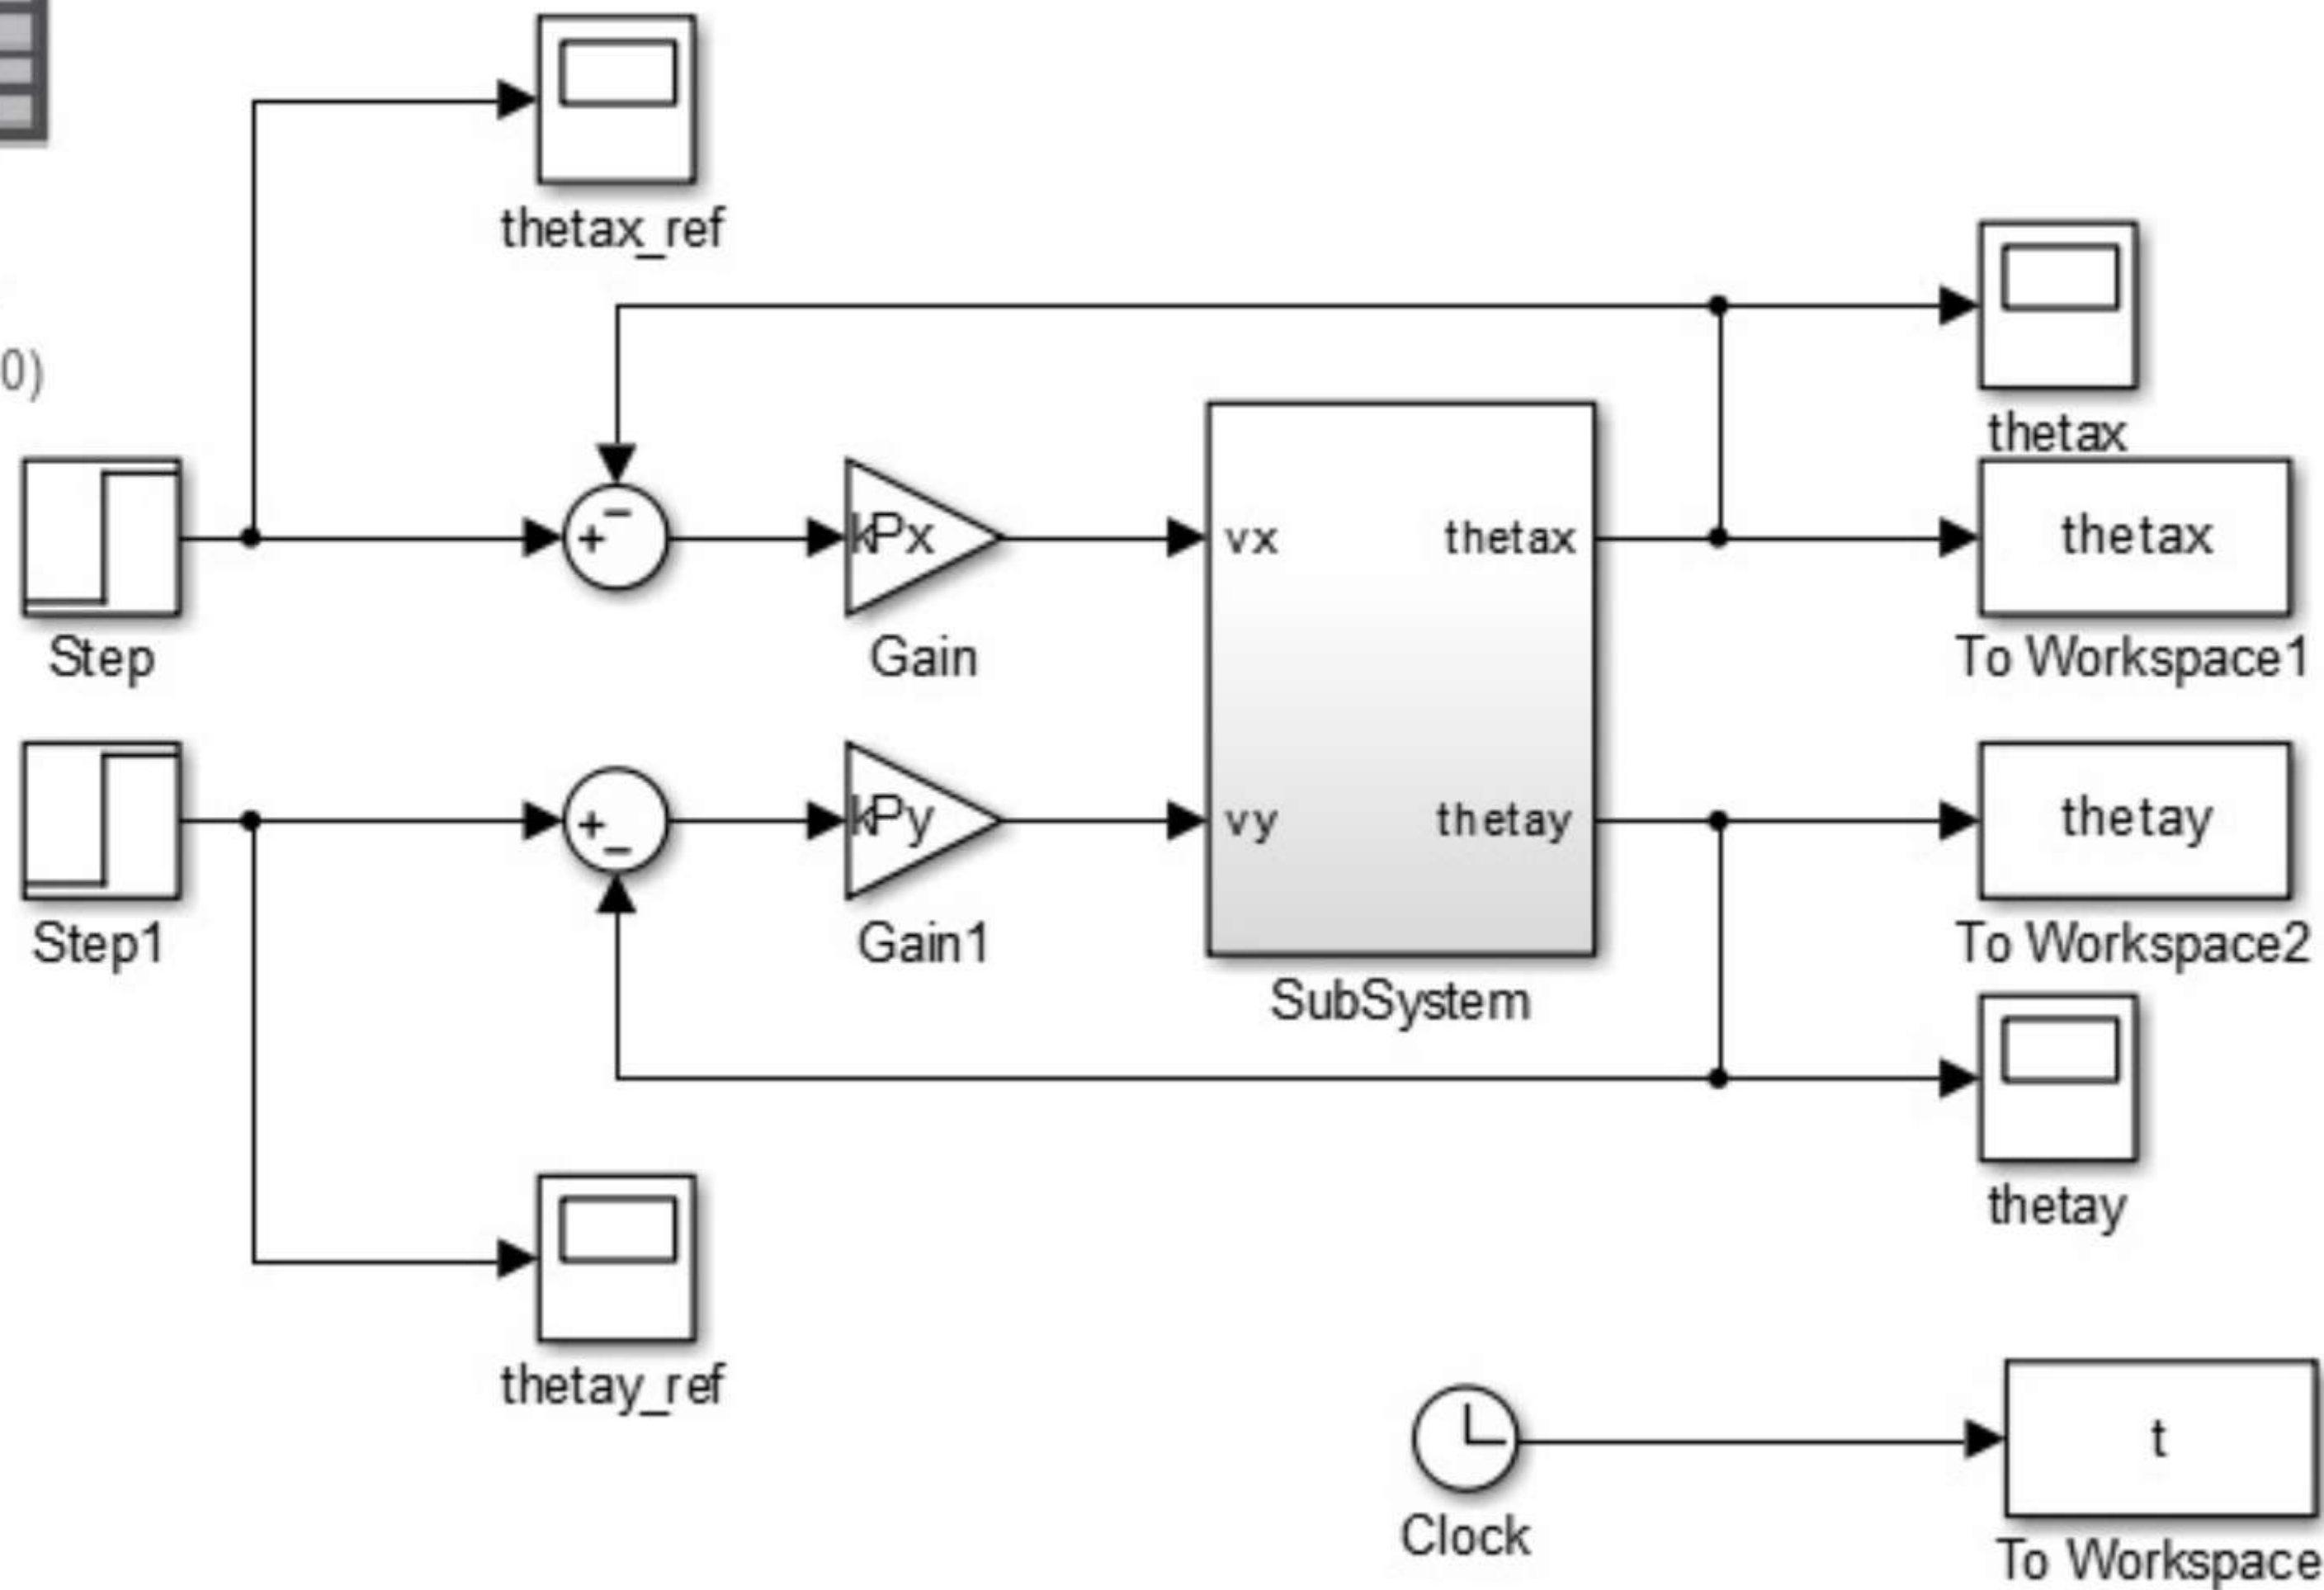 thetax_ref
0)
thetax
+ −
kPx
vx
thetax
thetax
Step
Gain
To Workspace1
+ −
kPy
vy
thetay
thetay
Step1
Gain1
To Workspace2
SubSystem
thetay
thetay_ref
t
Clock
To Workspace